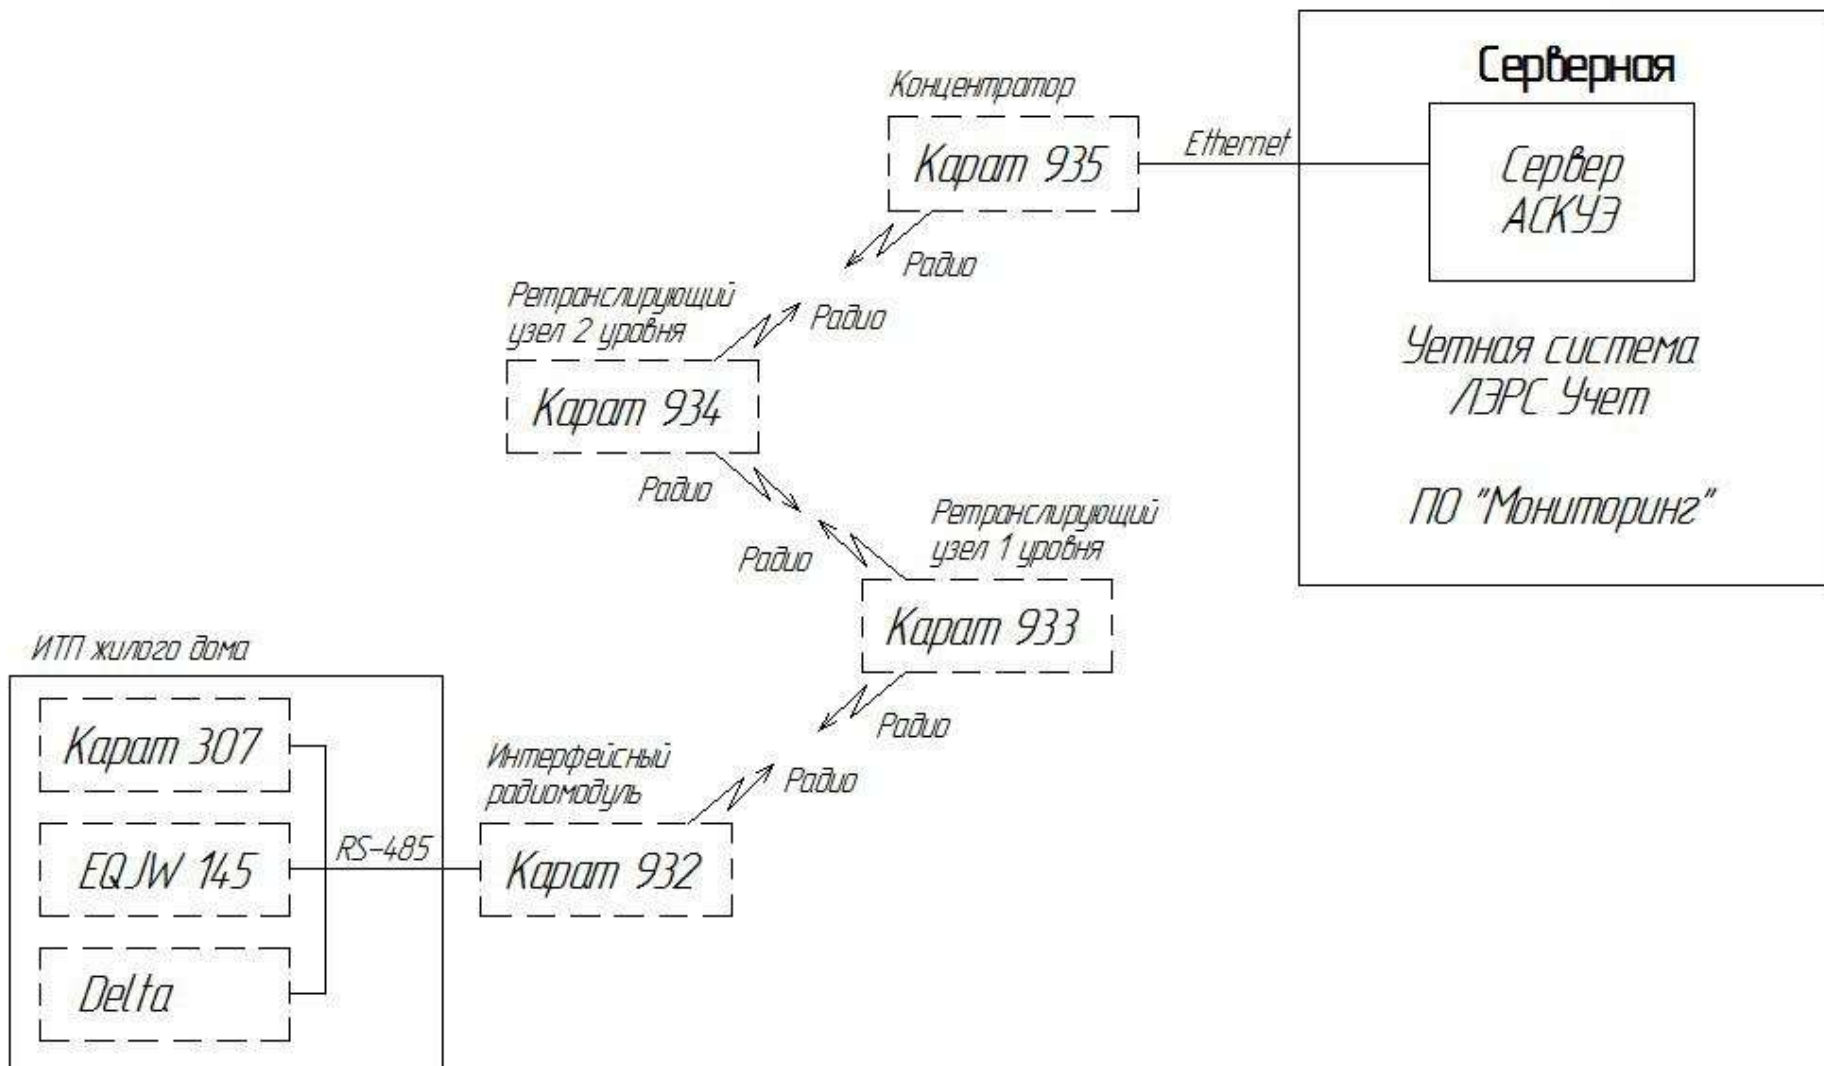 Серверная
Концентратор
Карат 935
Ethernet
Сервер
АСКУЭ
Радио
Ретранслирующий
узел 2 уровня
Радио
Карат 934
Уетная система
ЛЭРС Учет
Радио
ПО "Мониторинг"
Ретранслирующий
узел 1 уровня
Радио
Карат 933
ИТП жилого дома
Радио
Карат 307
Интерфейсный
радиомодуль
Радио
RS-485
EQJW 145
Карат 932
Delta